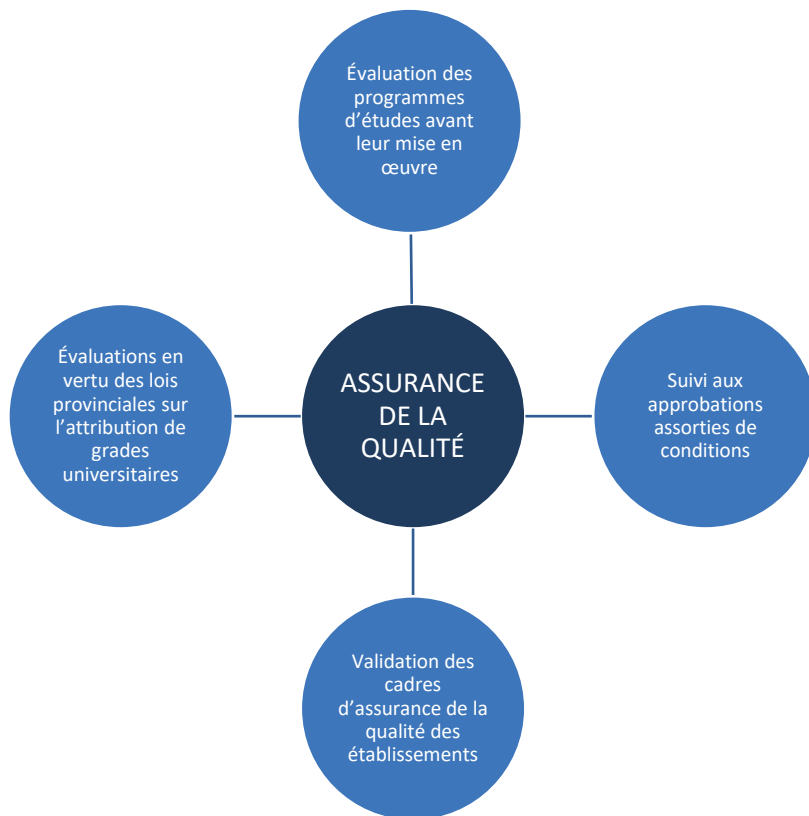 Évaluation des
programmes
d’études avant
leur mise en
œuvre
Évaluations en
vertu des lois
provinciales sur
l’attribution de
grades
universitaires
ASSURANCE
DE LA
QUALITÉ
Suivi aux
approbations
assorties de
conditions
Validation des
cadres
d’assurance de la
qualité des
établissements